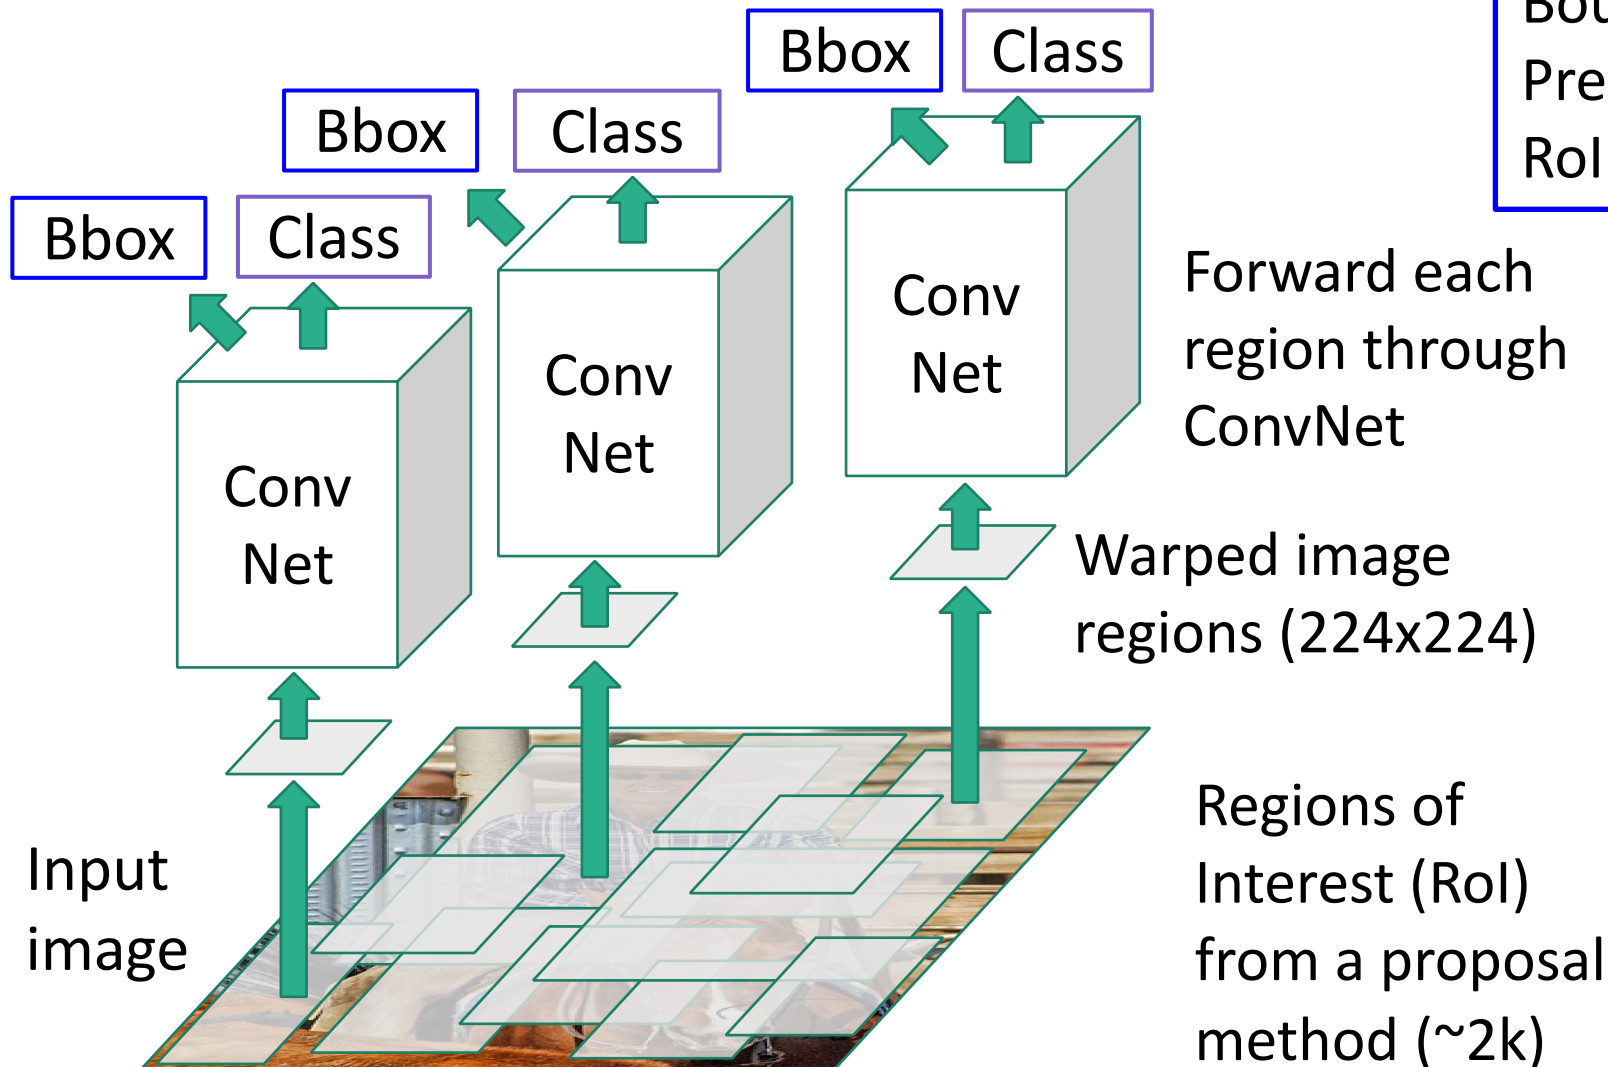 Bbox
Class
Bbox
Class
Bbox
Class
RoI
Conv
Net
Conv
Net
Conv
Net
Forward each
region through
ConvNet
Warped image
regions (224x224)
Input
image
Regions of
Interest (RoI)
from a proposal
method (~2k)